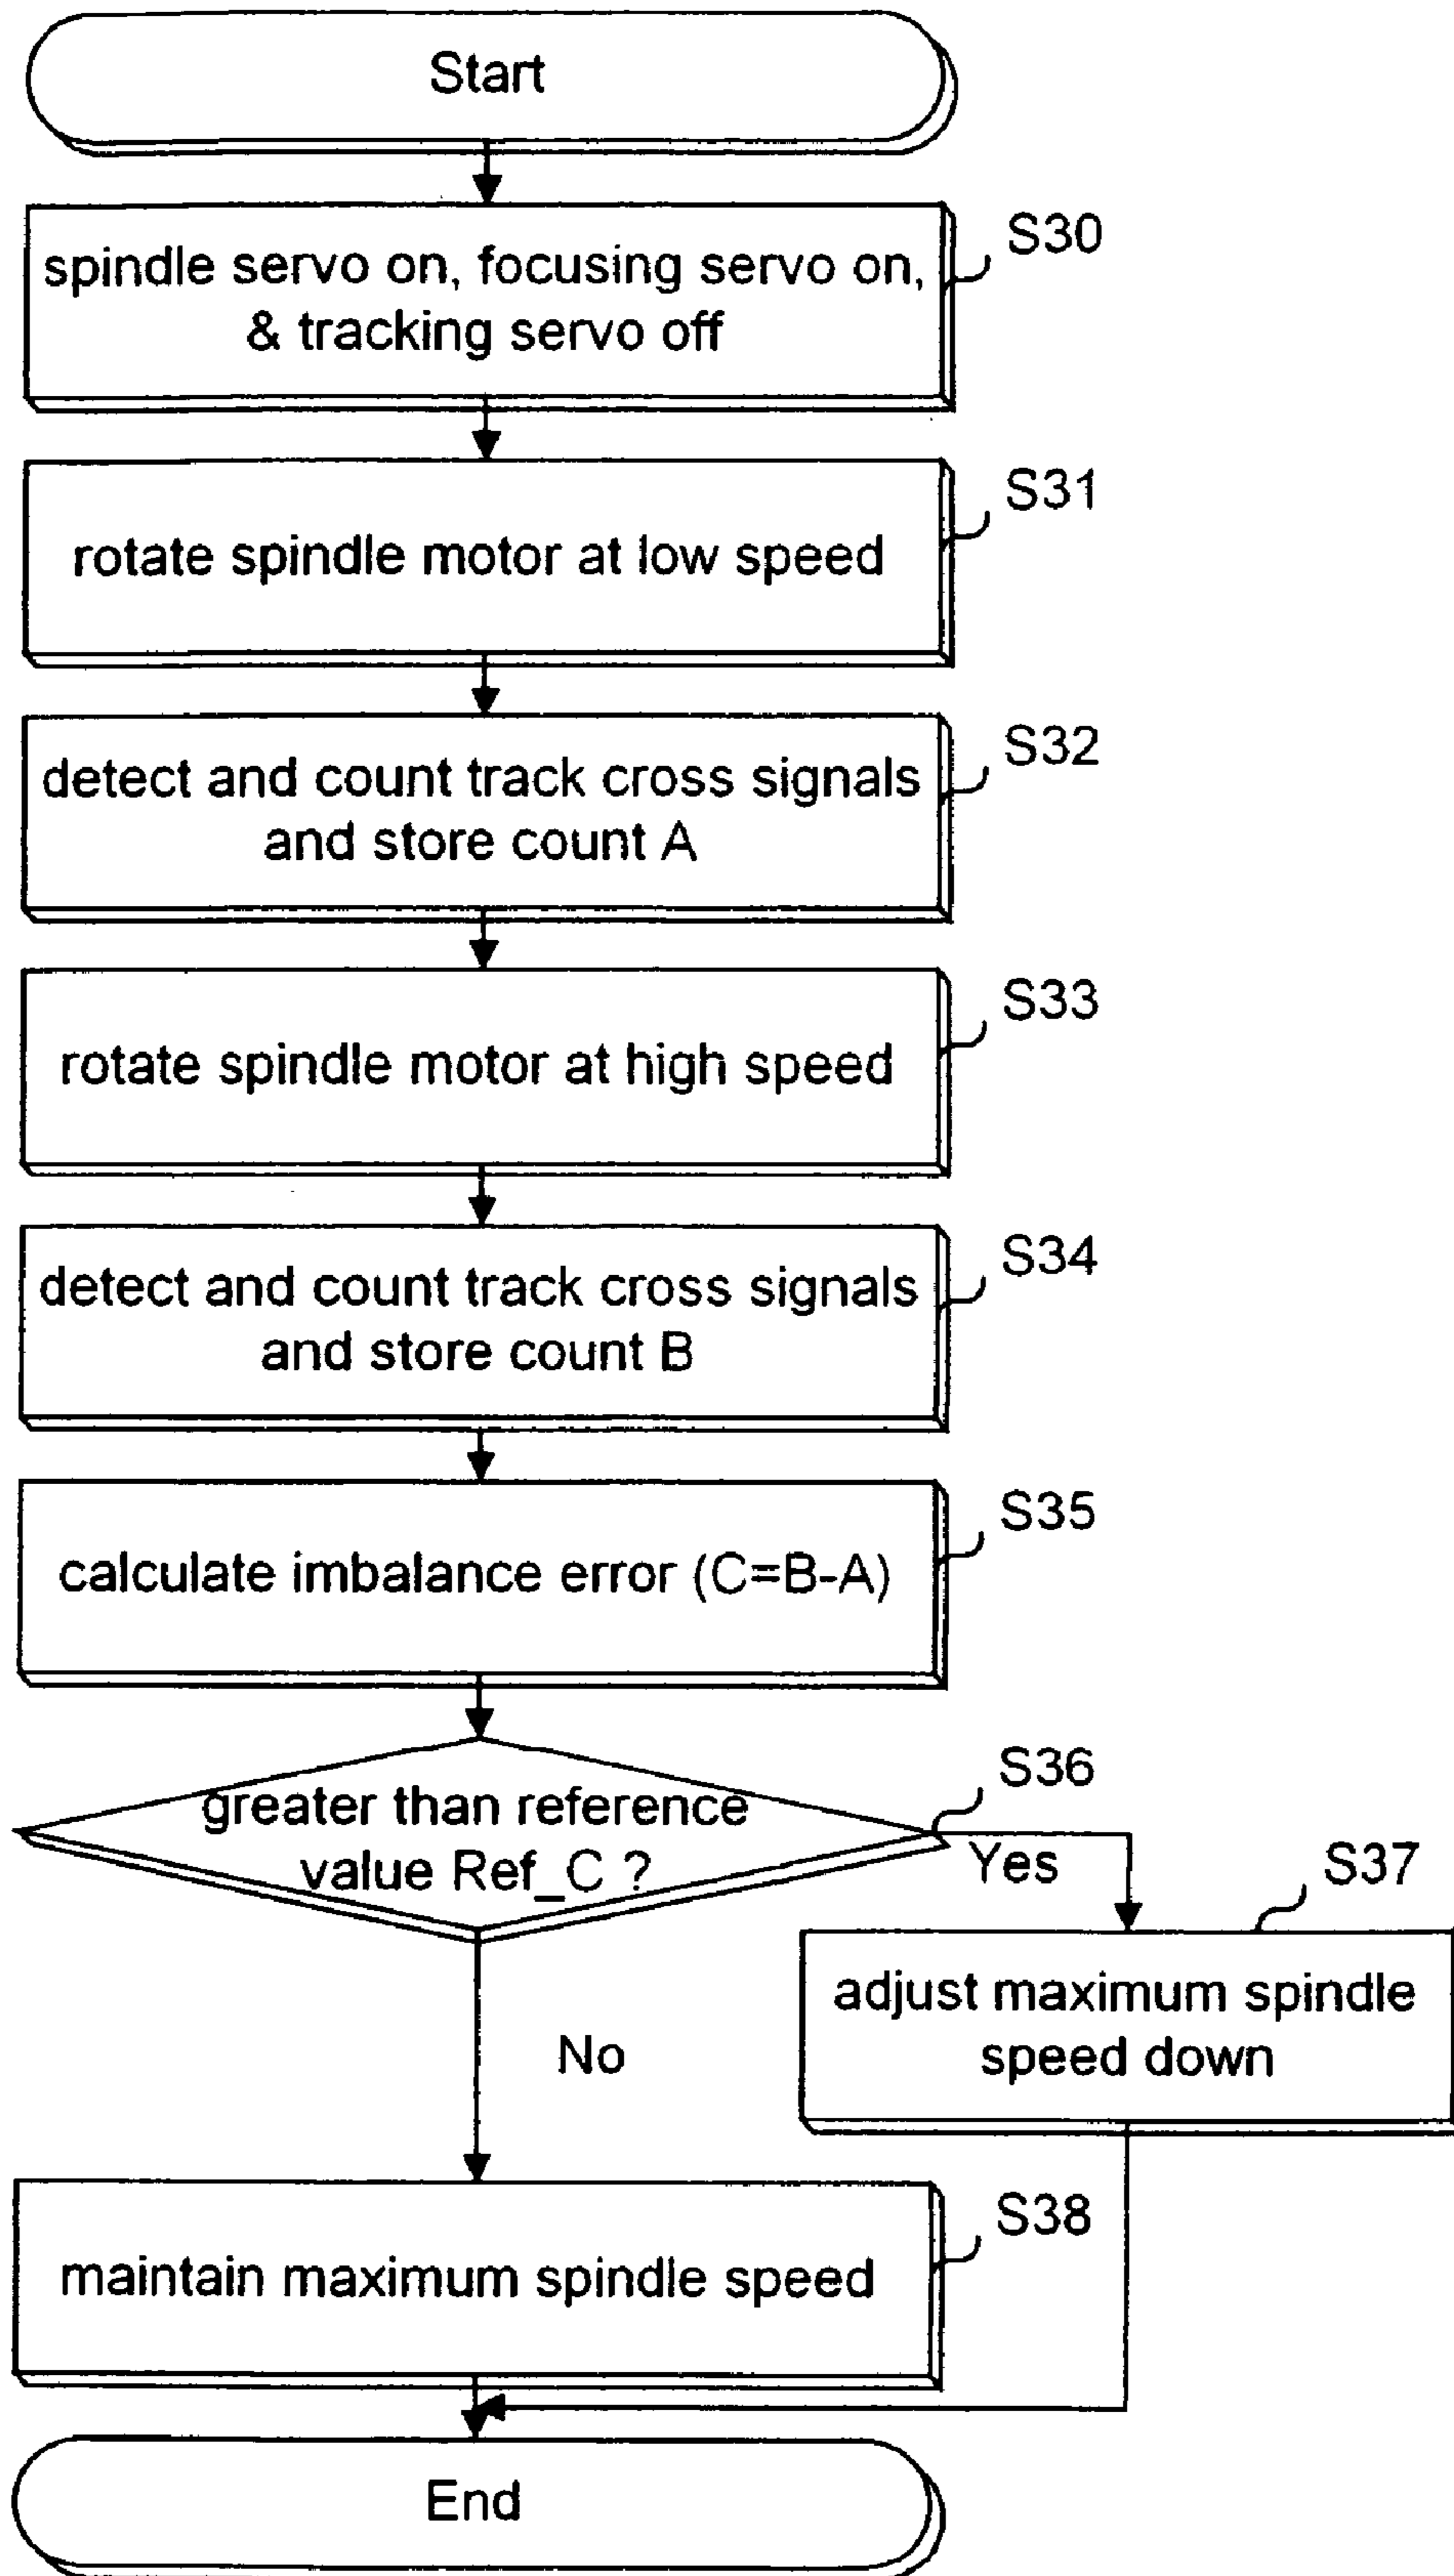 Start
spindle servo on, focusing servo on,
& tracking servo off
S30
rotate spindle motor at low speed
S31
detect and count track cross signals
and store count A
S32
rotate spindle motor at high speed
S33
detect and count track cross signals
and store count B
S34
calculate imbalance error (C=B-A)
S35
greater than reference
value Ref_C ?
S36
Yes
S37
adjust maximum spindle
speed down
No
maintain maximum spindle speed
S38
End